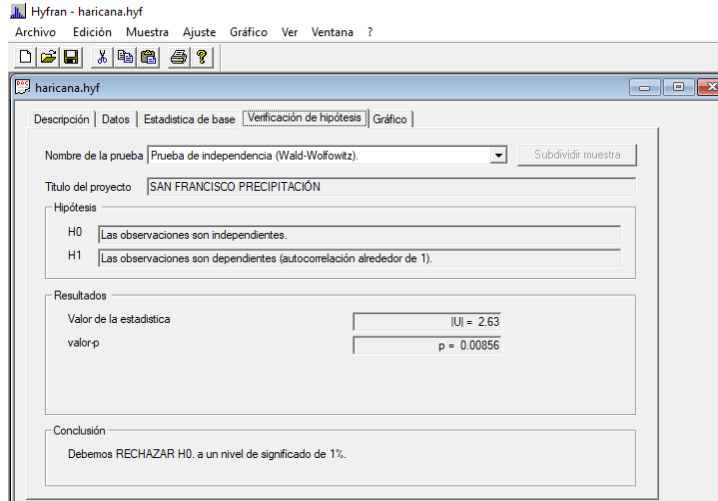 Hyfran - haricana.hyf
Archivo Edición Muestra Ajuste Gráfico Ver Ventana ?
haricana.hyf
Descripción Datos Estadistica de base Verificación de hipótesis Gráfico
Nombre de la prueba Prueba de independencia (Wald-Wolfowitz). Subdividir muestra
Titulo del proyecto SAN FRANCISCO PRECIPITACIÓN
Hipótesis
H0 Las observaciones son independientes.
H1 Las observaciones son dependientes (autocorrelación alrededor de 1).
Resultados
Valor de la estadistica |U| = 2.63
valor-p p = 0.00856
Conclusión
Debemos RECHAZAR H0. a un nivel de significado de 1%.